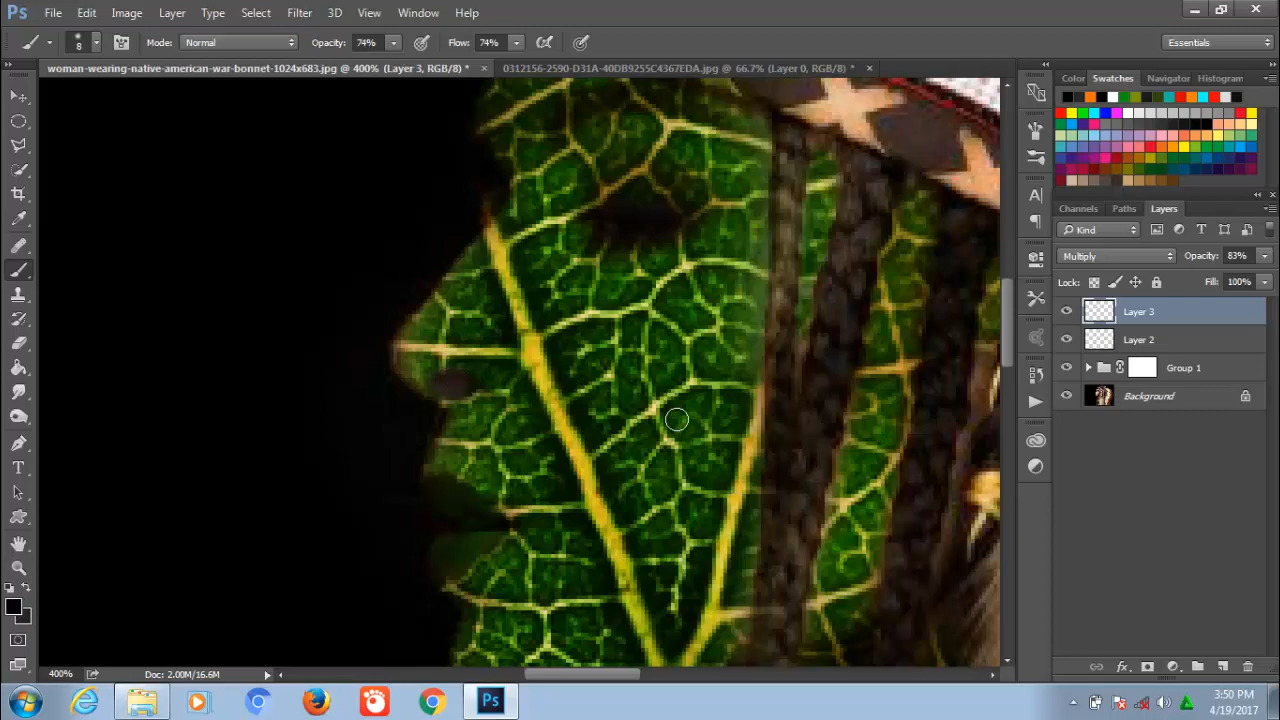 Ps File Edit Image Layer Type Select Filter 3D View Window Help
8 Mode: Normal Opacity: 74% Flow: 74% Essentials
woman-wearing-native-american-war-bonnet-1024x683.jpg @ 400% (Layer 3, RGB/8) * × 0312156-2590-D31A-40DB9255C4367EDA.jpg @ 66.7% (Layer 0, RGB/8) * ×
Color Swatches Navigator Histogram
Channels Paths Layers
Kind
Multiply Opacity: 83%
Lock: Fill: 100%
Layer 3
Layer 2
Group 1
Background
400% Doc: 2.00M/16.6M
Ps
3:50 PM
4/19/2017